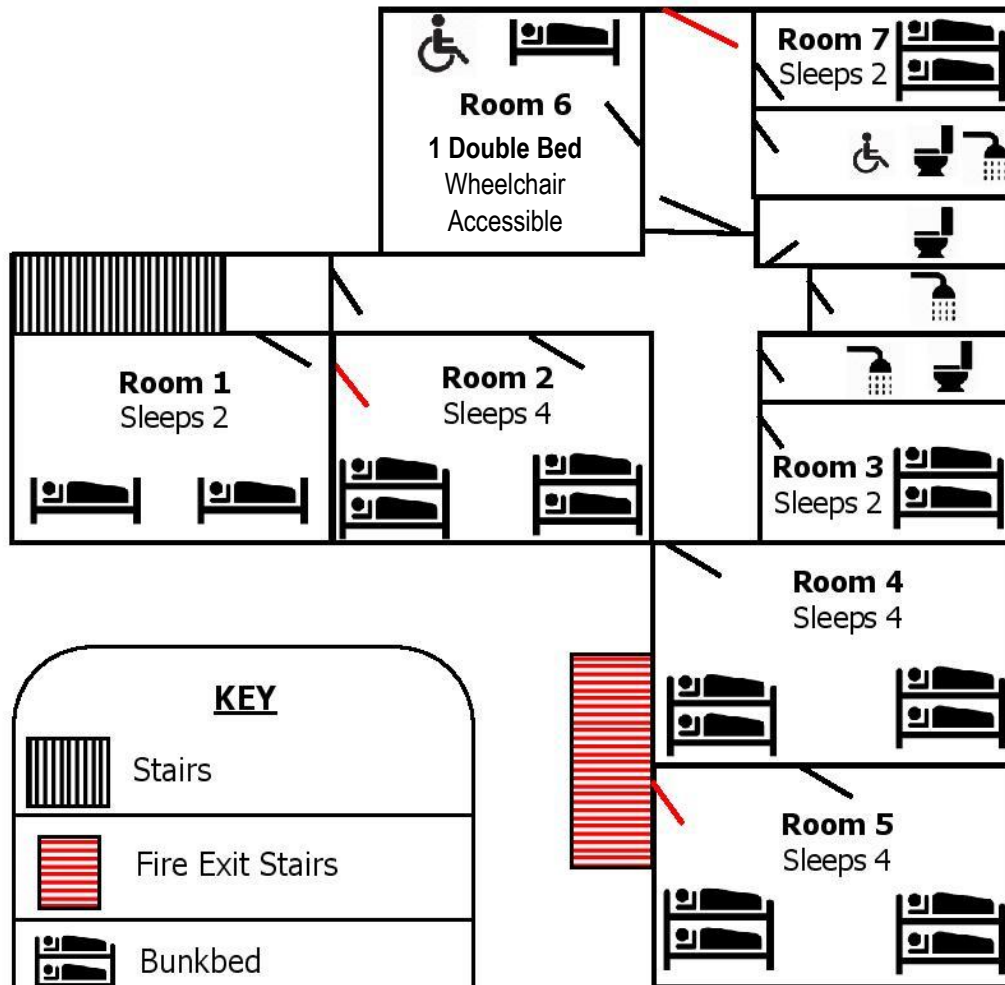 Room 7
Sleeps 2
Room 6
1 Double Bed
Wheelchair
Accessible
Room 1
Sleeps 2
Room 2
Sleeps 4
Room 3
Sleeps 2
Room 4
Sleeps 4
KEY
Stairs
Room 5
Sleeps 4
Fire Exit Stairs
Bunkbed